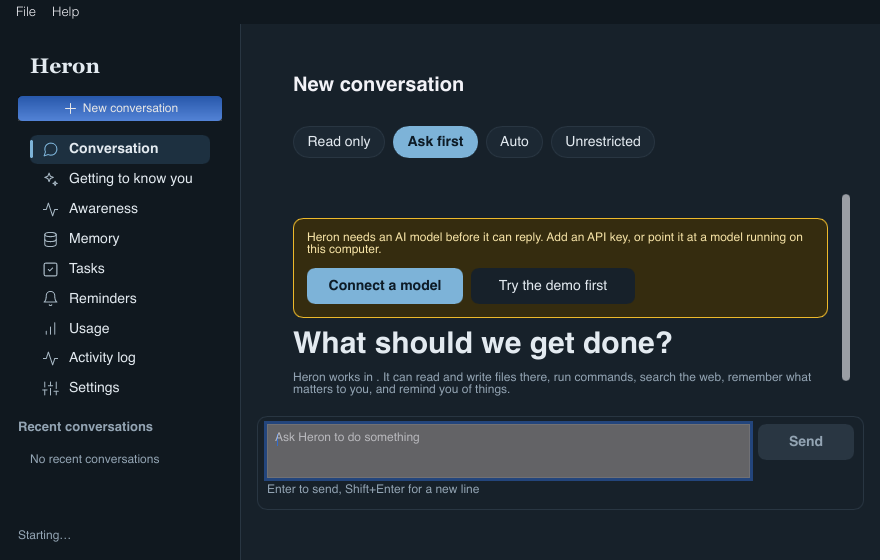 File Help
Heron
New conversation
Conversation
Getting to know you
Awareness
Memory
Tasks
Reminders
Usage
Activity log
Settings
Recent conversations
No recent conversations
Starting...
New conversation
Read only
Ask first
Auto
Unrestricted
Heron needs an AI model before it can reply. Add an API key, or point it at a model running on
this computer.
Connect a model
Try the demo first
What should we get done?
Heron works in . It can read and write files there, run commands, search the web, remember what
matters to you, and remind you of things.
Ask Heron to do something
Send
Enter to send, Shift+Enter for a new line